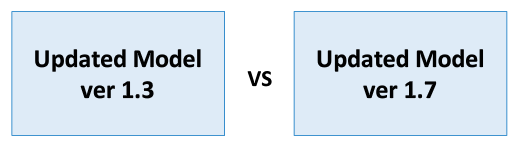 Updated Model
ver 1.3
vs
Updated Model
ver 1.7